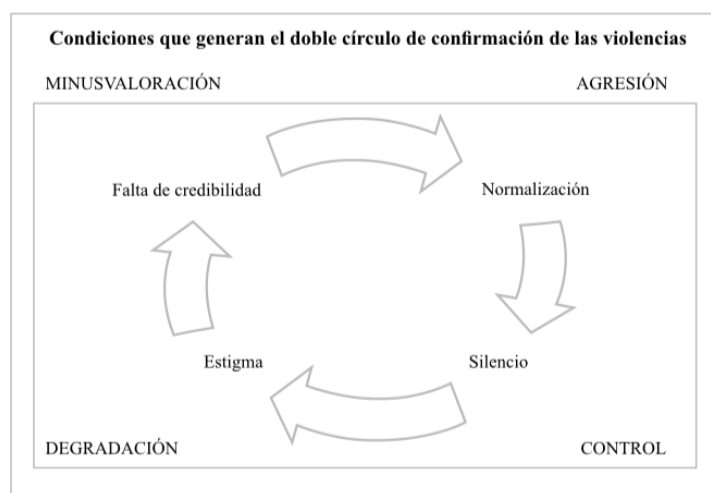 Condiciones que generan el doble círculo de confirmación de las violencias
MINUSVALORACIÓN
AGRESIÓN
Falta de credibilidad
Normalización
Estigma
Silencio
DEGRADACIÓN
CONTROL